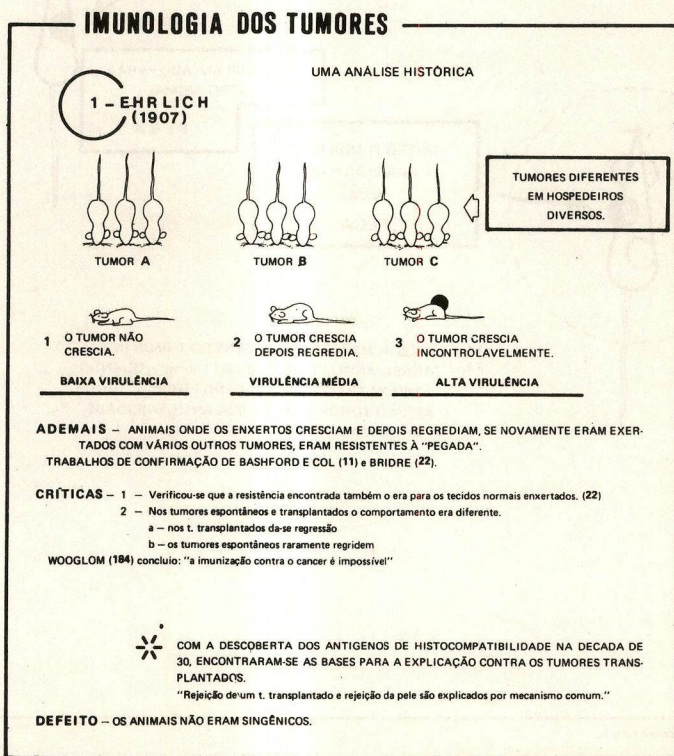 IMUNOLOGIA DOS TUMORES
UMA ANÁLISE HISTÓRICA
1 – EHRLICH
(1907)
TUMORES DIFERENTES
EM HOSPEDEIROS
DIVERSOS.
TUMOR A
TUMOR B
TUMOR C
1 O TUMOR NÃO
CRESCIA.
BAIXA VIRULÊNCIA
2 O TUMOR CRESCIA
DEPOIS REGREDIA.
VIRULÊNCIA MÉDIA
3 O TUMOR CRESCIA
INCONTROLAVELMENTE.
ALTA VIRULÊNCIA
ADEMAIS – ANIMAIS ONDE OS ENXERTOS CRESCIAM E DEPOIS REGREDIAM, SE NOVAMENTE ERAM EXER-
TADOS COM VÁRIOS OUTROS TUMORES, ERAM RESISTENTES À "PEGADA".
TRABALHOS DE CONFIRMAÇÃO DE BASHFORD E COL (11) e BRIDRE (22).
CRÍTICAS – 1 – Verificou-se que a resistência encontrada também o era para os tecidos normais enxertados. (22)
2 – Nos tumores espontâneos e transplantados o comportamento era diferente.
a – nos t. transplantados da-se regressão
b – os tumores espontâneos raramente regridem
WOOGLOM (184) concluio: "a imunização contra o cancer é impossível"
COM A DESCOBERTA DOS ANTIGENOS DE HISTOCOMPATIBILIDADE NA DECADA DE
30, ENCONTRARAM-SE AS BASES PARA A EXPLICAÇÃO CONTRA OS TUMORES TRANS-
PLANTADOS.
"Rejeição de um t. transplantado e rejeição da pele são explicados por mecanismo comum."
DEFEITO – OS ANIMAIS NÃO ERAM SINGÊNICOS.